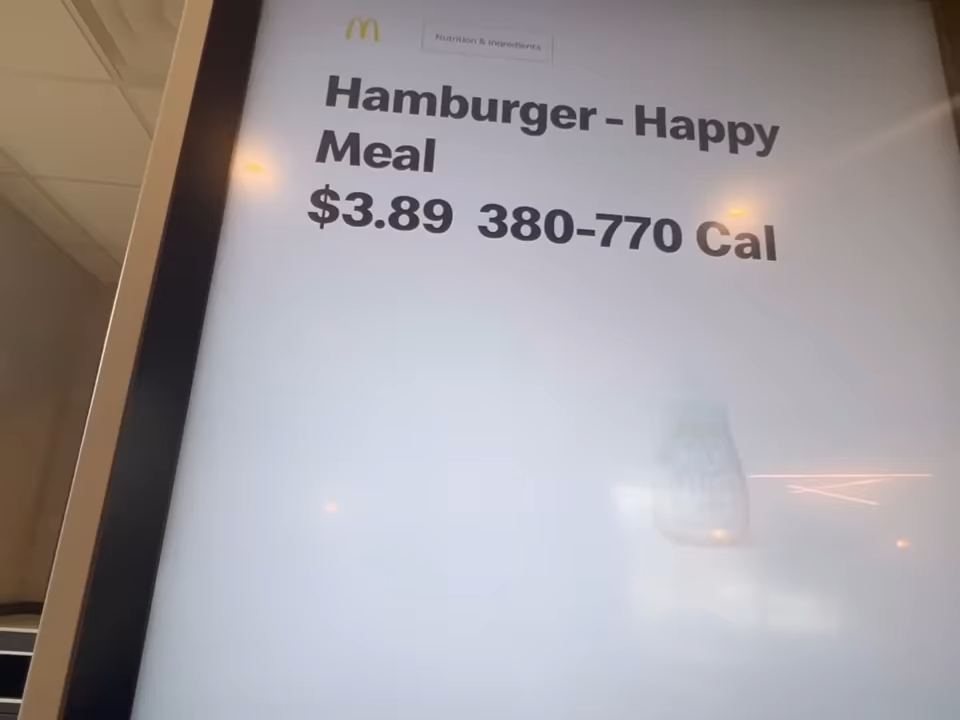 Nutrition & Ingredients
Hamburger - Happy
Meal
$3.89 380-770 Cal